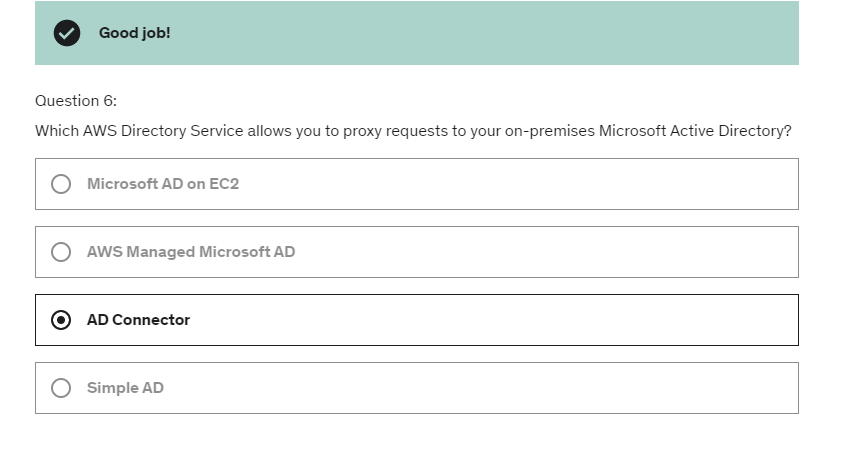 Good job!
Question 6:
Which AWS Directory Service allows you to proxy requests to your on-premises Microsoft Active Directory?
Microsoft AD on EC2
AWS Managed Microsoft AD
AD Connector
Simple AD